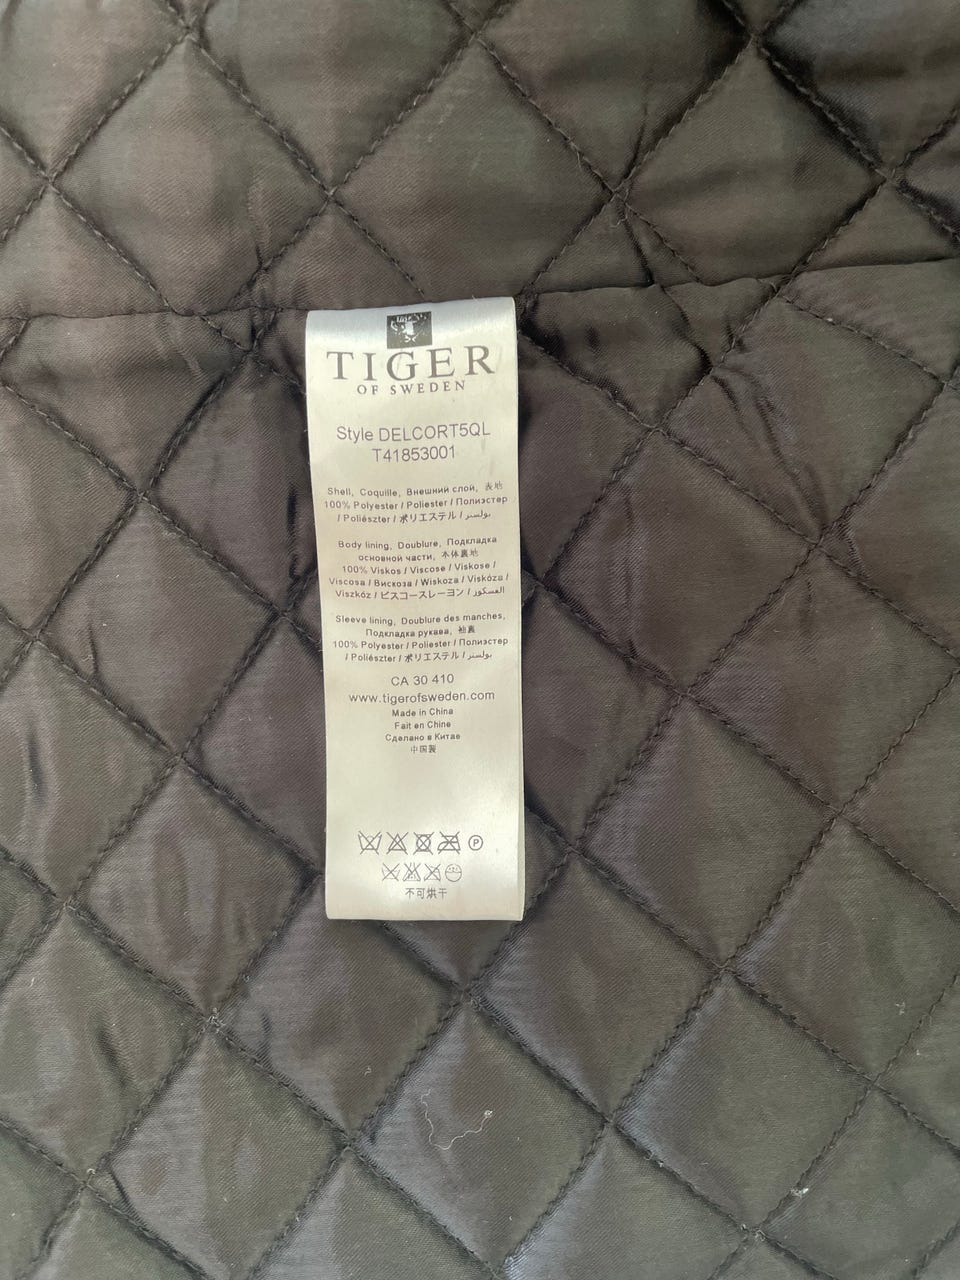 TIGER
OF SWEDEN
Style DELCORT5QL
T41853001
Shell, Coquille, Внешний слой, 表地
100% Polyester / Poliester / Полиэстер
/ Poliészter / ポリエステル / بوليستر
Body lining, Doublure, Подкладка
основной части, 本体裏地
100% Viskos / Viscose / Viskose /
Viscosa / Вискоза / Wiskoza / Viskóza /
Viszkóz / ビスコースレーヨン / الفسكوز
Sleeve lining, Doublure des manches,
Подкладка рукава, 袖裏
100% Polyester / Poliester / Полиэстер
/ Poliészter / ポリエステル / بوليستر
CA 30 410
www.tigerofsweden.com
Made in China
Fait en Chine
Сделано в Китае
中国製
P
不可烘干